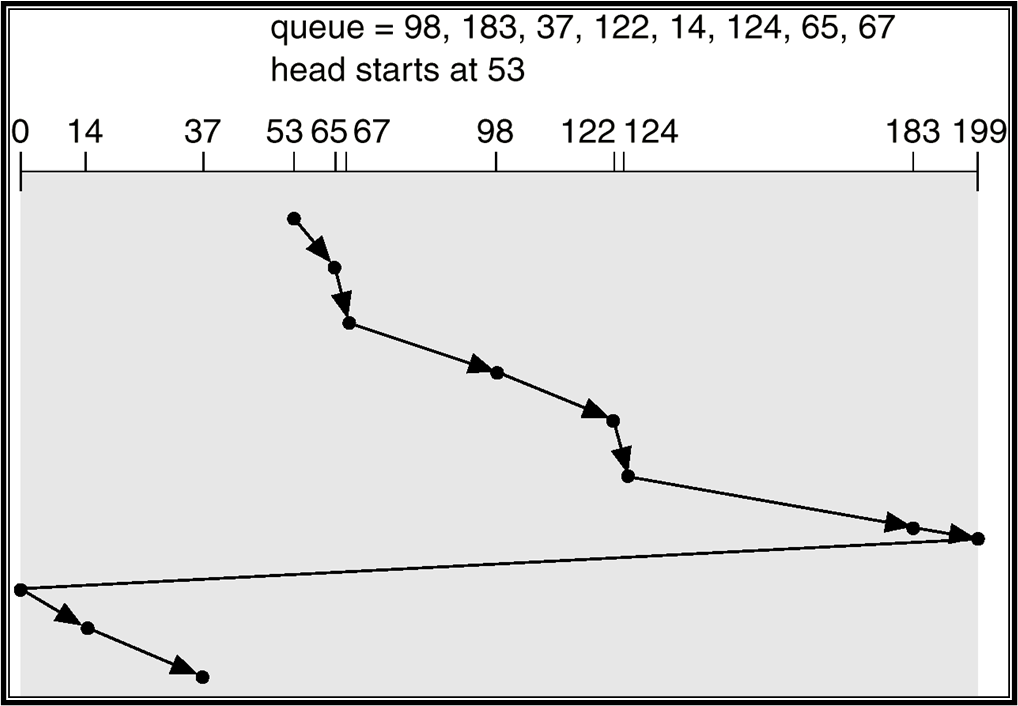 queue = 98, 183, 37, 122, 14, 124, 65, 67
head starts at 53
0 14 37 53 65 67 98 122 124 183 199